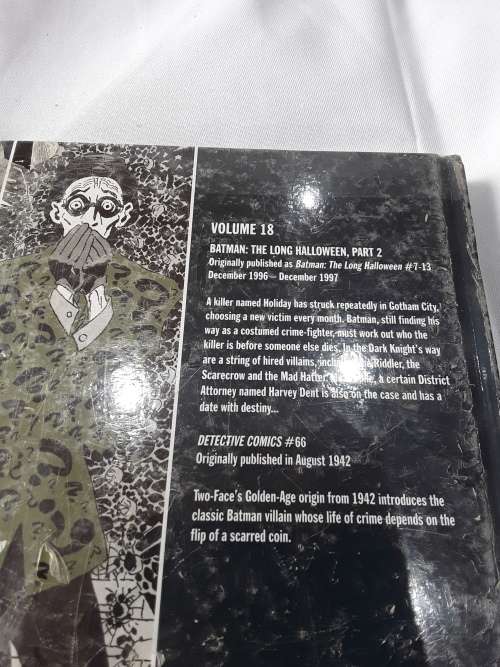 VOLUME 18
BATMAN: THE LONG HALLOWEEN, PART 2
Originally published as Batman: The Long Halloween #7-13
December 1996 – December 1997
A killer named Holiday has struck repeatedly in Gotham City,
choosing a new victim every month. Batman, still finding his
way as a costumed crime-fighter, must work out who the
killer is before someone else dies. In the Dark Knight's way
are a string of hired villains, Riddler, the
Scarecrow and the Mad Hatter. a certain District
Attorney named Harvey Dent is also on the case and has a
date with destiny...
DETECTIVE COMICS #66
Originally published in August 1942
Two-Face's Golden-Age origin from 1942 introduces the
classic Batman villain whose life of crime depends on the
flip of a scarred coin.